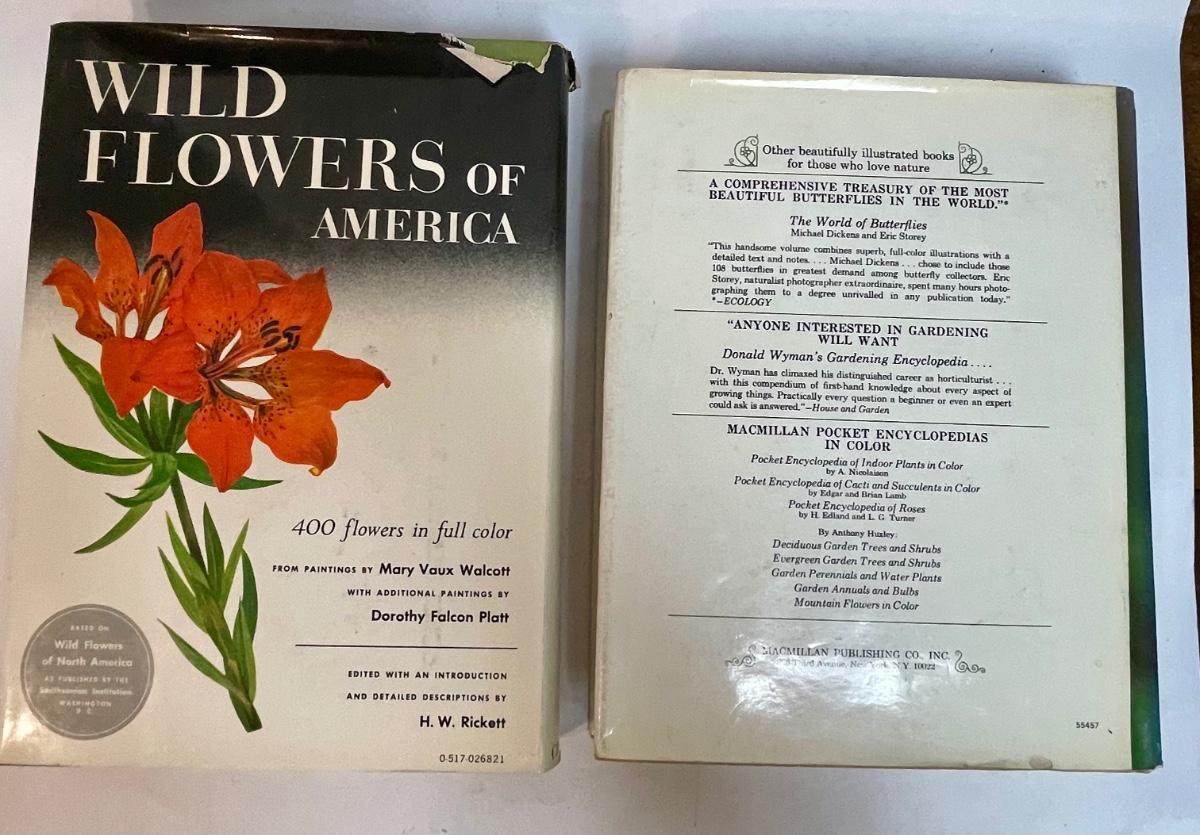 WILD
FLOWERS OF
AMERICA
400 flowers in full color
FROM PAINTINGS BY Mary Vaux Walcott
WITH ADDITIONAL PAINTINGS BY
Dorothy Falcon Platt
EDITED WITH AN INTRODUCTION
AND DETAILED DESCRIPTIONS BY
H. W. Rickett
0-517-026821
BASED ON
Wild Flowers
of North America
AS PUBLISHED BY THE
Smithsonian Institution
WASHINGTON
D. C.
Other beautifully illustrated books
for those who love nature
A COMPREHENSIVE TREASURY OF THE MOST
BEAUTIFUL BUTTERFLIES IN THE WORLD."*
The World of Butterflies
Michael Dickens and Eric Storey
"This handsome volume combines superb, full-color illustrations with a
detailed text and notes. . . . Michael Dickens . . . chose to include those
108 butterflies in greatest demand among butterfly collectors. Eric
Storey, naturalist photographer extraordinaire, spent many hours photo-
graphing them to a degree unrivalled in any publication today."
*—ECOLOGY
"ANYONE INTERESTED IN GARDENING
WILL WANT
Donald Wyman's Gardening Encyclopedia . . . .
Dr. Wyman has climaxed his distinguished career as horticulturist . . .
with this compendium of first-hand knowledge about every aspect of
growing things. Practically every question a beginner or even an expert
could ask is answered."—House and Garden
MACMILLAN POCKET ENCYCLOPEDIAS
IN COLOR
Pocket Encyclopedia of Indoor Plants in Color
by A. Nicolaisen
Pocket Encyclopedia of Cacti and Succulents in Color
by Edgar and Brian Lamb
Pocket Encyclopedia of Roses
by H. Edland and L. G. Turner
By Anthony Huxley:
Deciduous Garden Trees and Shrubs
Evergreen Garden Trees and Shrubs
Garden Perennials and Water Plants
Garden Annuals and Bulbs
Mountain Flowers in Color
MACMILLAN PUBLISHING CO., INC.
Third Avenue, New York, N.Y. 10022
55457